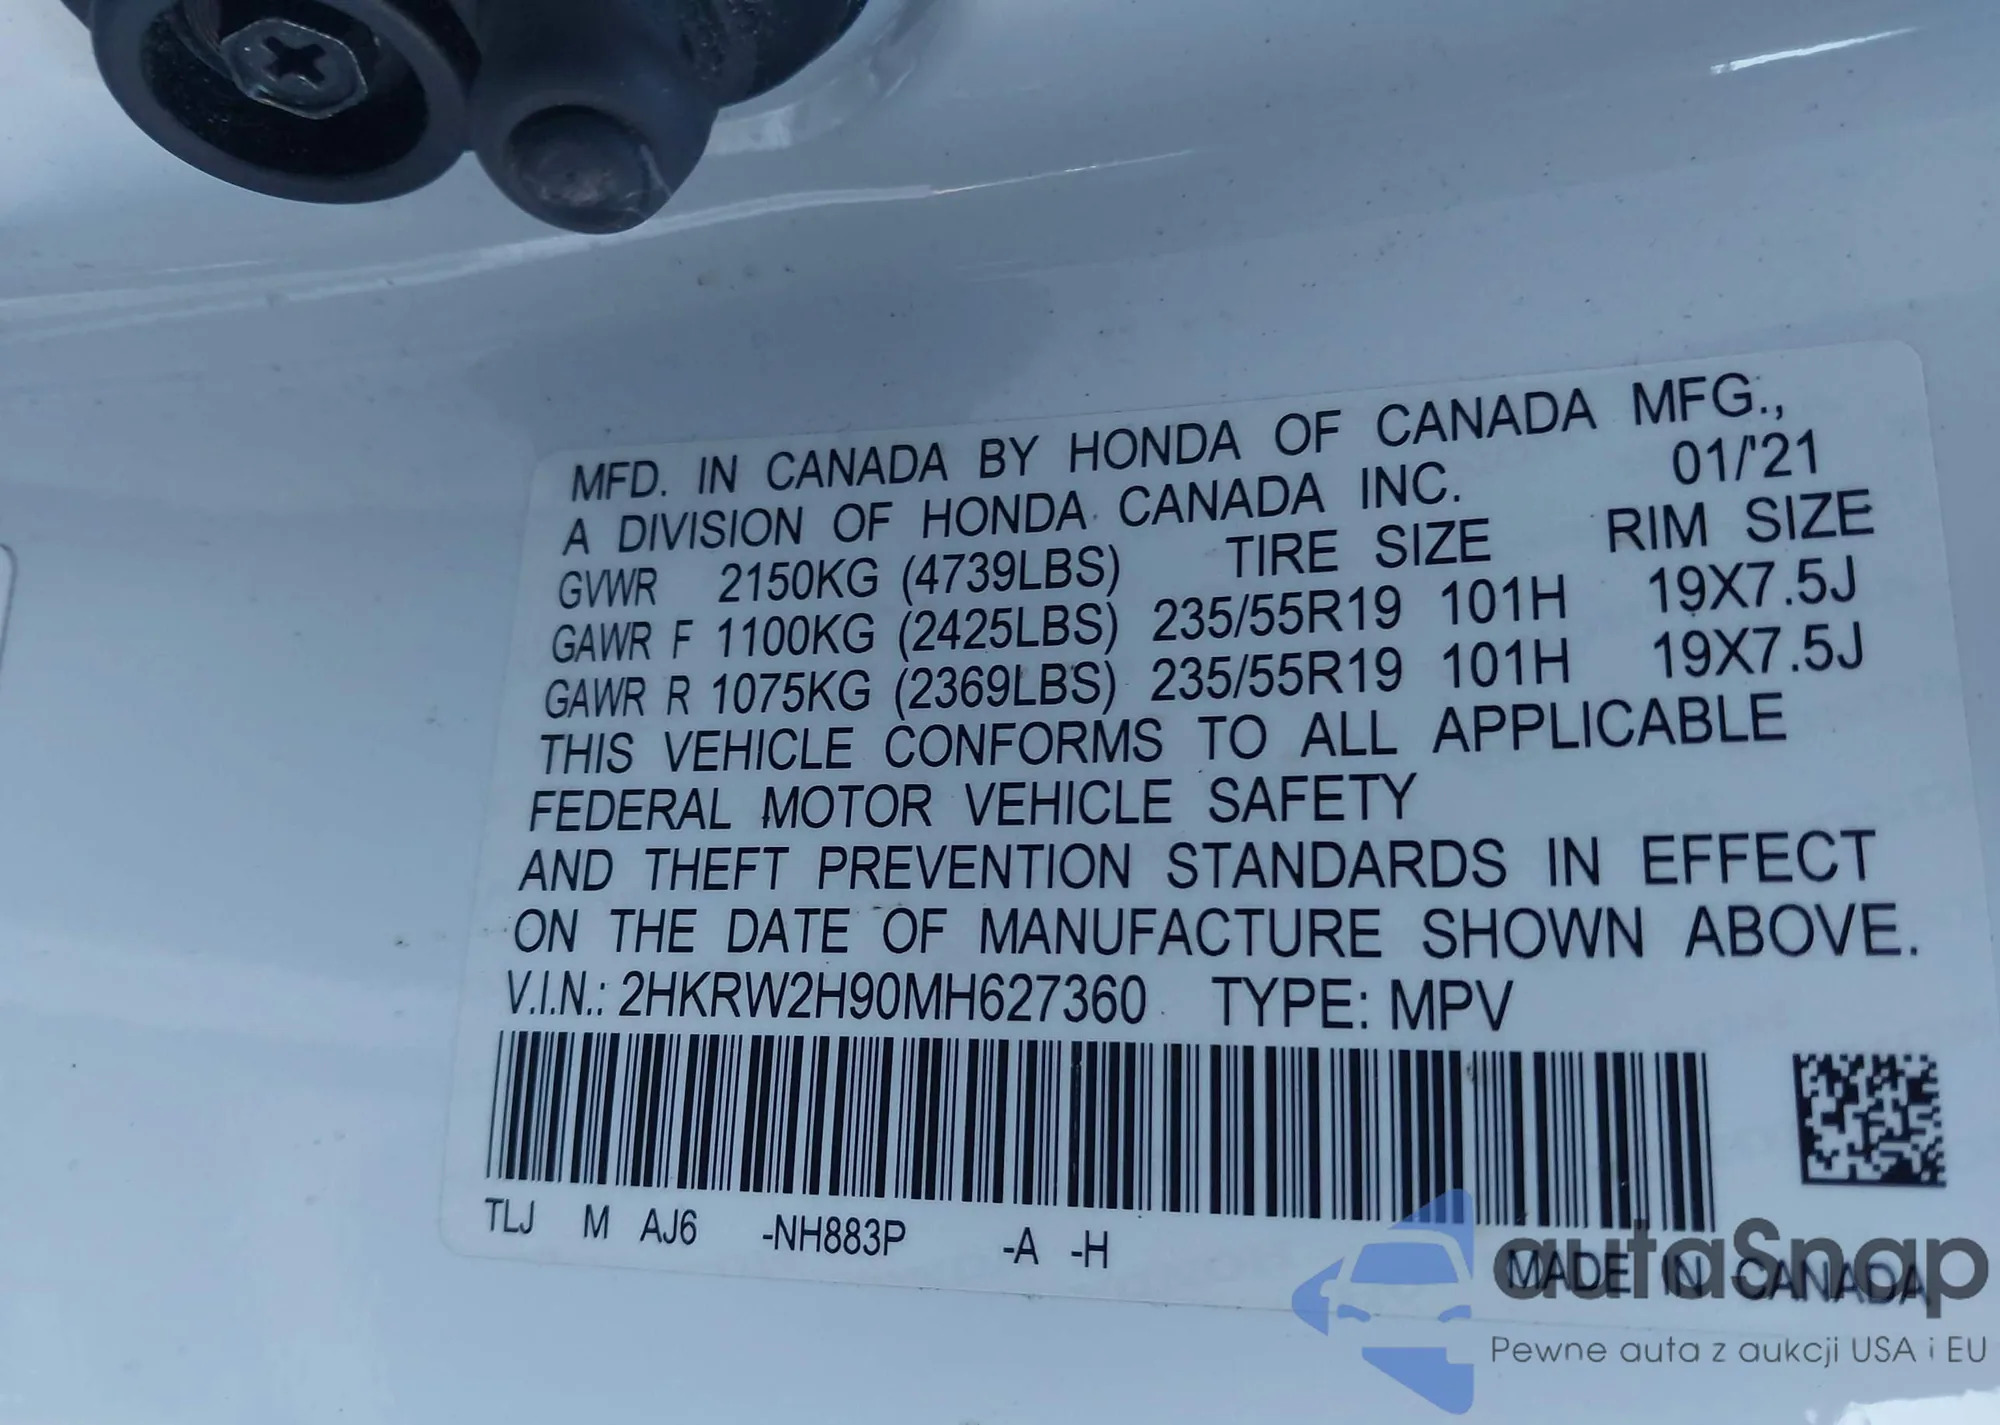 MFD. IN CANADA BY HONDA OF CANADA MFG.,
A DIVISION OF HONDA CANADA INC. 01/'21
GVWR 2150KG (4739LBS) TIRE SIZE RIM SIZE
GAWR F 1100KG (2425LBS) 235/55R19 101H 19X7.5J
GAWR R 1075KG (2369LBS) 235/55R19 101H 19X7.5J
THIS VEHICLE CONFORMS TO ALL APPLICABLE
FEDERAL MOTOR VEHICLE SAFETY
AND THEFT PREVENTION STANDARDS IN EFFECT
ON THE DATE OF MANUFACTURE SHOWN ABOVE.
V.I.N.: 2HKRW2H90MH627360 TYPE: MPV
TLJ M AJ6 -NH883P -A -H
MADE IN CANADA
autaSnap
Pewne auta z aukcji USA i EU